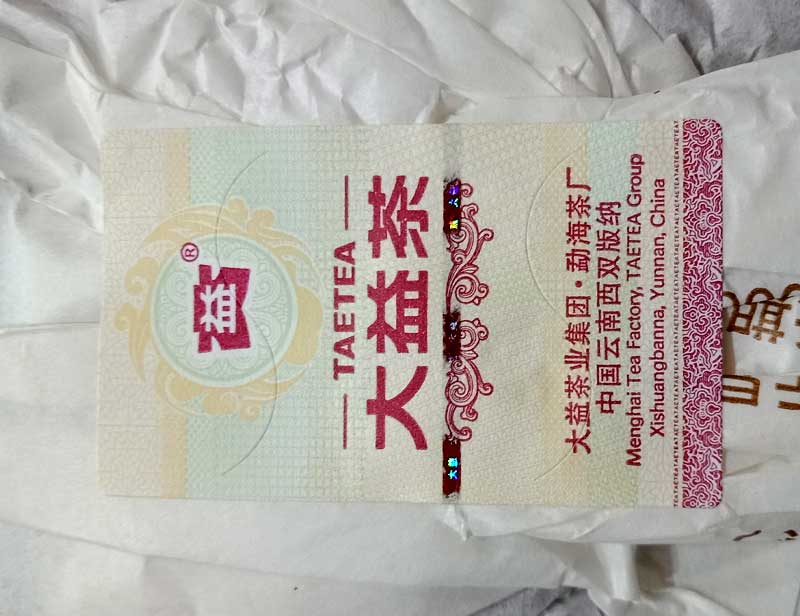 益®
TAETEA
大益茶
大益茶业集团·勐海茶厂
中国云南西双版纳
Menghai Tea Factory, TAETEA Group
Xishuangbanna, Yunnan, China